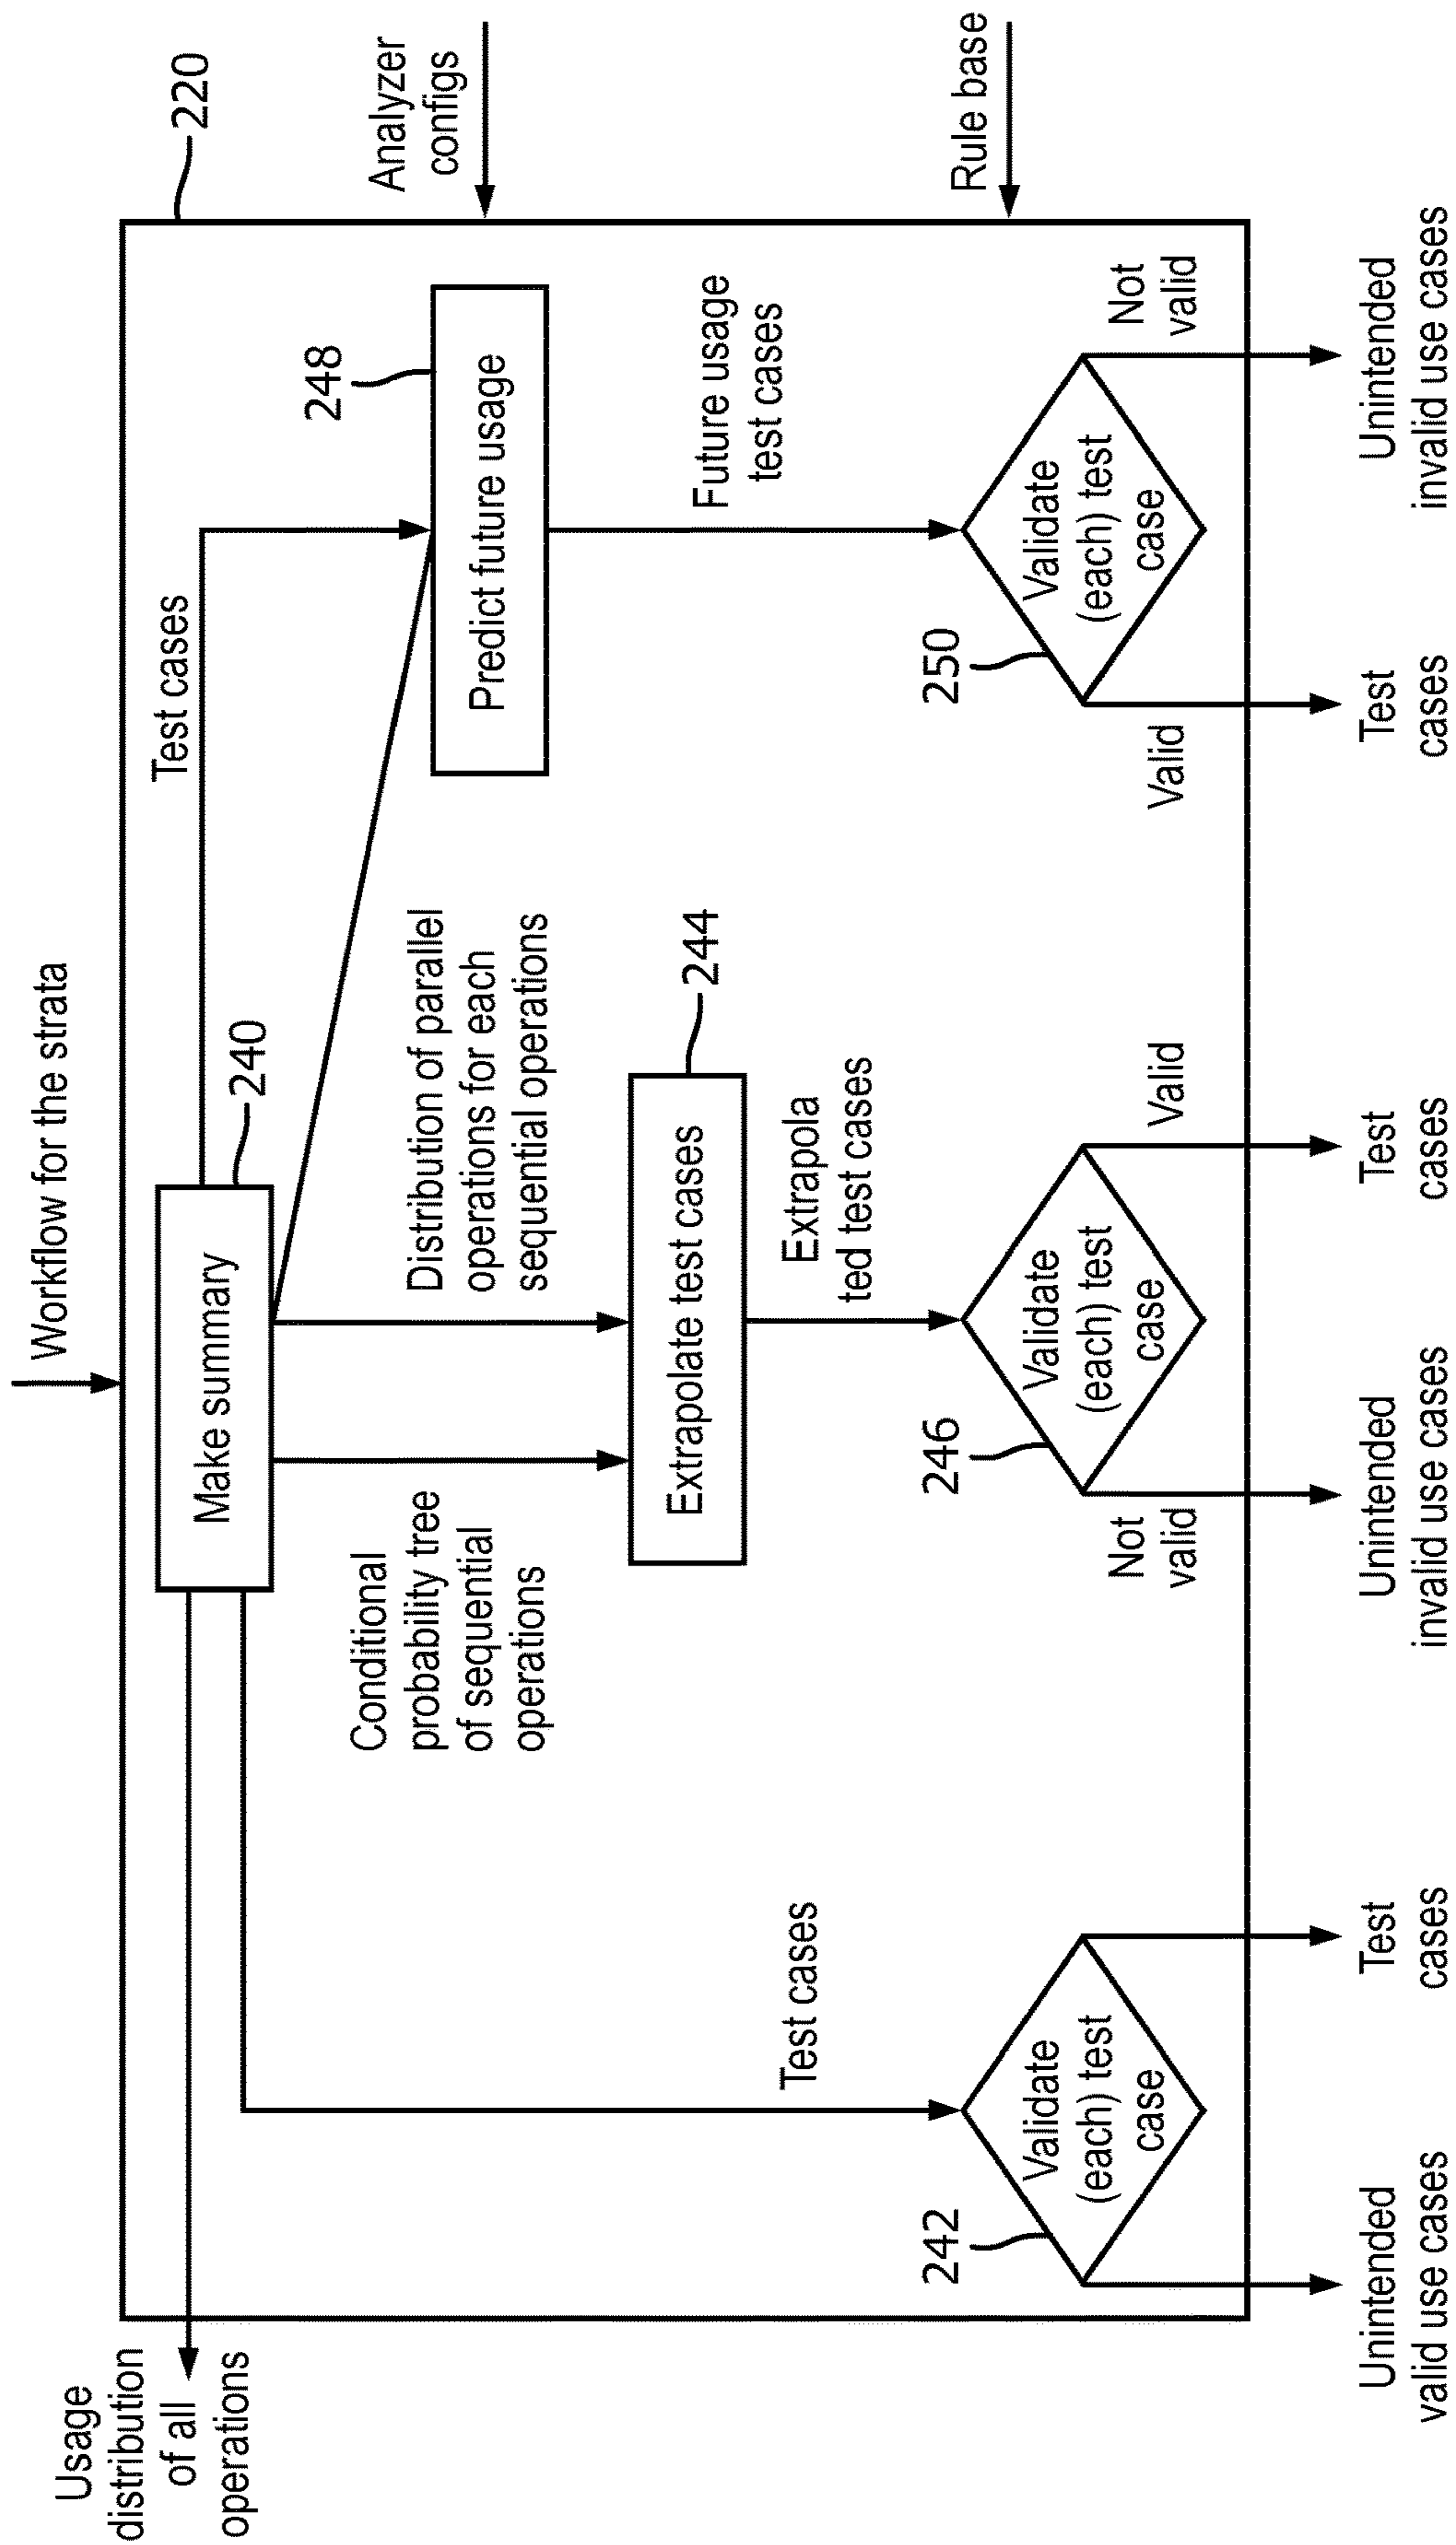 Workflow for the strata
220
Usage
distribution
of all
operations
Make summary
240
Test cases
Analyzer
configs
248
Predict future usage
Conditional
probability tree
of sequential
operations
Distribution of parallel
operations for each
sequential operations
244
Extrapolate test cases
Future usage
test cases
Test cases
Extrapola
ted test cases
Rule base
242
Validate
(each) test
case
246
Validate
(each) test
case
250
Validate
(each) test
case
Not
valid
Valid
Valid
Not
valid
Unintended
valid use cases
Test
cases
Unintended
invalid use cases
Test
cases
Test
cases
Unintended
invalid use cases